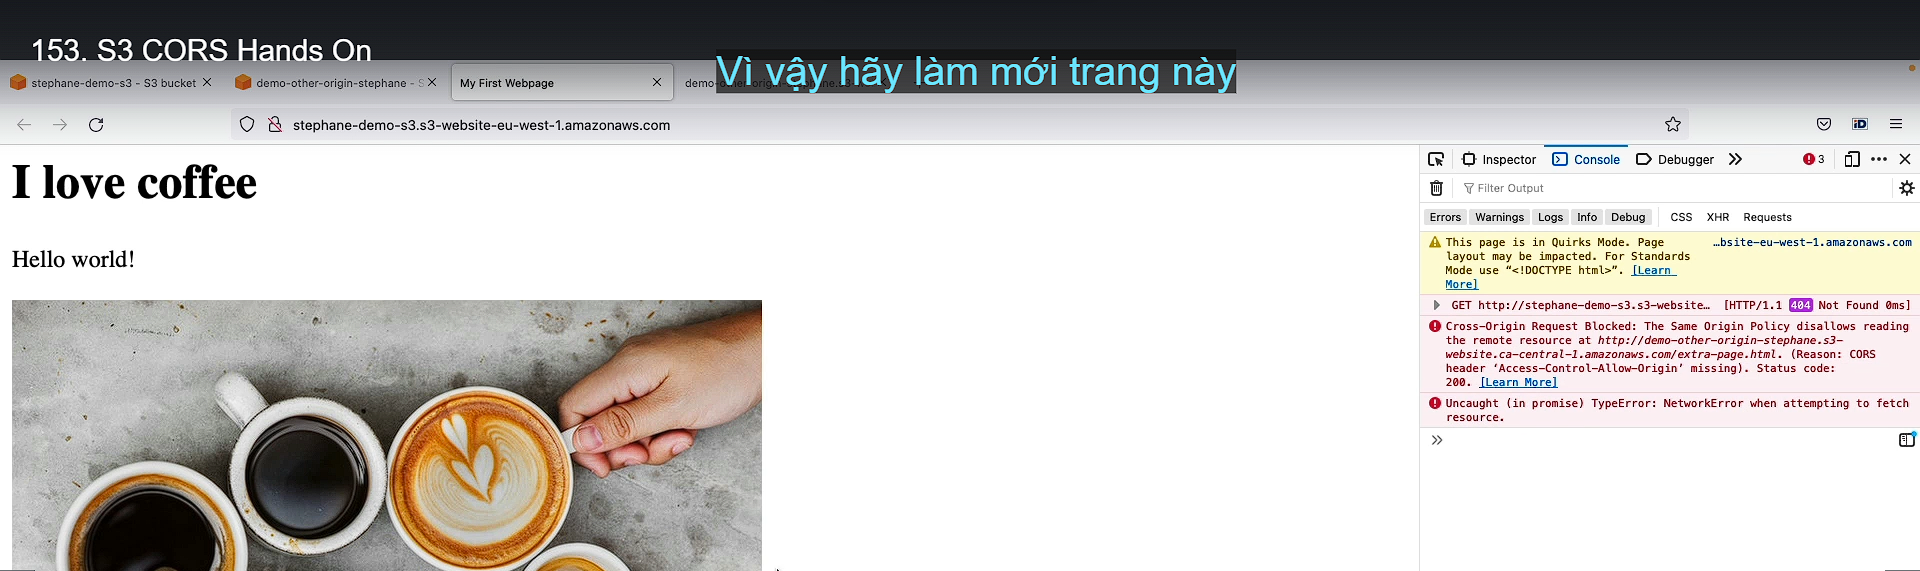 153. S3 CORS Hands On
Vì vậy hãy làm mới trang này
stephane-demo-s3 - S3 bucket
demo-other-origin-stephane - S
My First Webpage
stephane-demo-s3.s3-website-eu-west-1.amazonaws.com
iD
I love coffee
Hello world!
Inspector
Console
Debugger
3
Filter Output
Errors
Warnings
Logs
Info
Debug
CSS
XHR
Requests
This page is in Quirks Mode. Page
…bsite-eu-west-1.amazonaws.com
layout may be impacted. For Standards
Mode use “<!DOCTYPE html>”. [Learn
More]
GET http://stephane-demo-s3.s3-website… [HTTP/1.1 404 Not Found 0ms]
Cross-Origin Request Blocked: The Same Origin Policy disallows reading
the remote resource at http://demo-other-origin-stephane.s3-
website.ca-central-1.amazonaws.com/extra-page.html. (Reason: CORS
header ‘Access-Control-Allow-Origin’ missing). Status code:
200. [Learn More]
Uncaught (in promise) TypeError: NetworkError when attempting to fetch
resource.